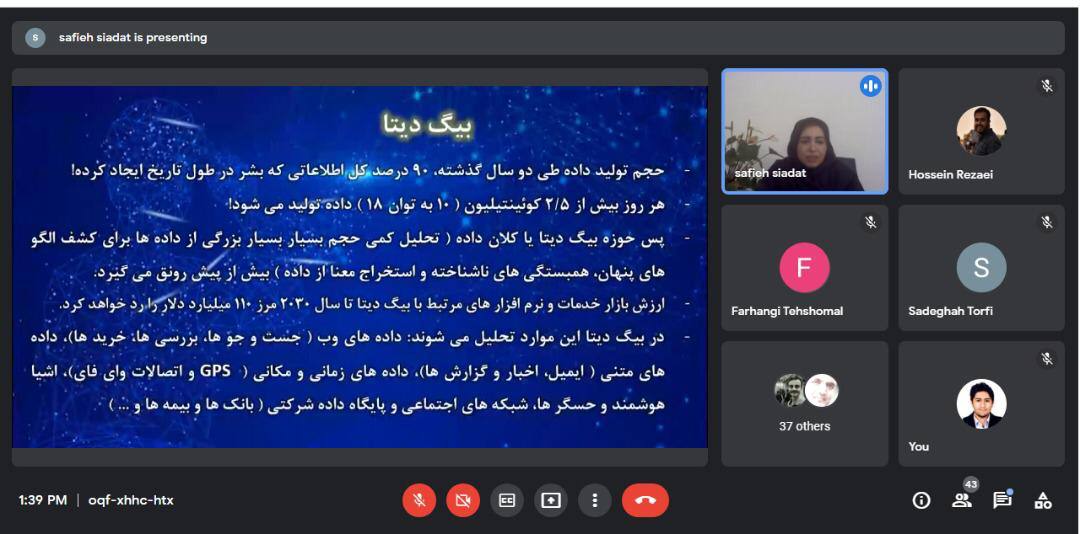 S
safieh siadat is presenting
بیگ دیتا
- حجم تولید داده طی دو سال گذشته، ۹۰ درصد کل اطلاعاتی که بشر در طول تاریخ ایجاد کرده!
- هر روز بیش از ۲/۵ کوئینتیلیون ( ۱۰ به توان ۱۸ ) داده تولید می شود!
- پس حوزه بیگ دیتا یا کلان داده ( تحلیل کمی حجم بسیار بسیار بزرگی از داده ها برای کشف الگو
های پنهان، همبستگی های ناشناخته و استخراج معنا از داده ) بیش از پیش رونق می گیرد.
- ارزش بازار خدمات و نرم افزار های مرتبط با بیگ دیتا تا سال ۲۰۳۰ مرز ۱۱۰ میلیارد دلار را رد خواهد کرد.
- در بیگ دیتا این موارد تحلیل می شوند: داده های وب ( جست و جو ها، بررسی ها، خرید ها)، داده
های متنی ( ایمیل، اخبار و گزارش ها)، داده های زمانی و مکانی ( GPS و اتصالات وای فای)، اشیا
هوشمند و حسگر ها، شبکه های اجتماعی و پایگاه داده شرکتی ( بانک ها و بیمه ها و ... )
safieh siadat
Hossein Rezaei
F
Farhangi Tehshomal
S
Sadeghah Torfi
37 others
You
1:39 PM | oqf-xhhc-htx
CC
43